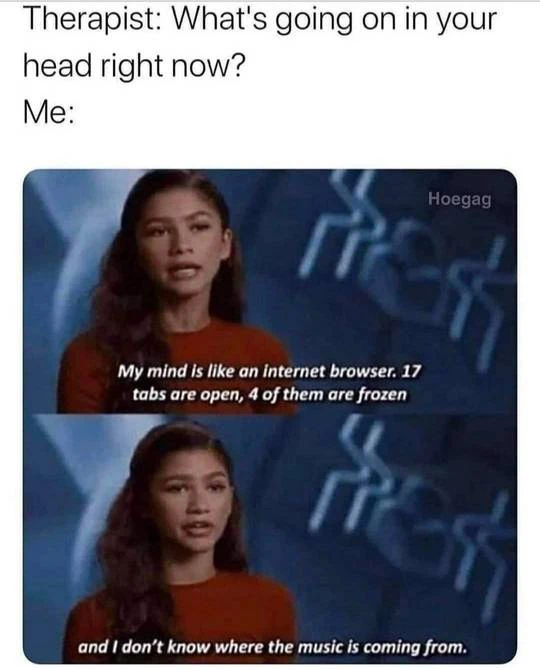 Therapist: What's going on in your
head right now?
Me:
Hoegag
My mind is like an internet browser. 17
tabs are open, 4 of them are frozen
and I don't know where the music is coming from.